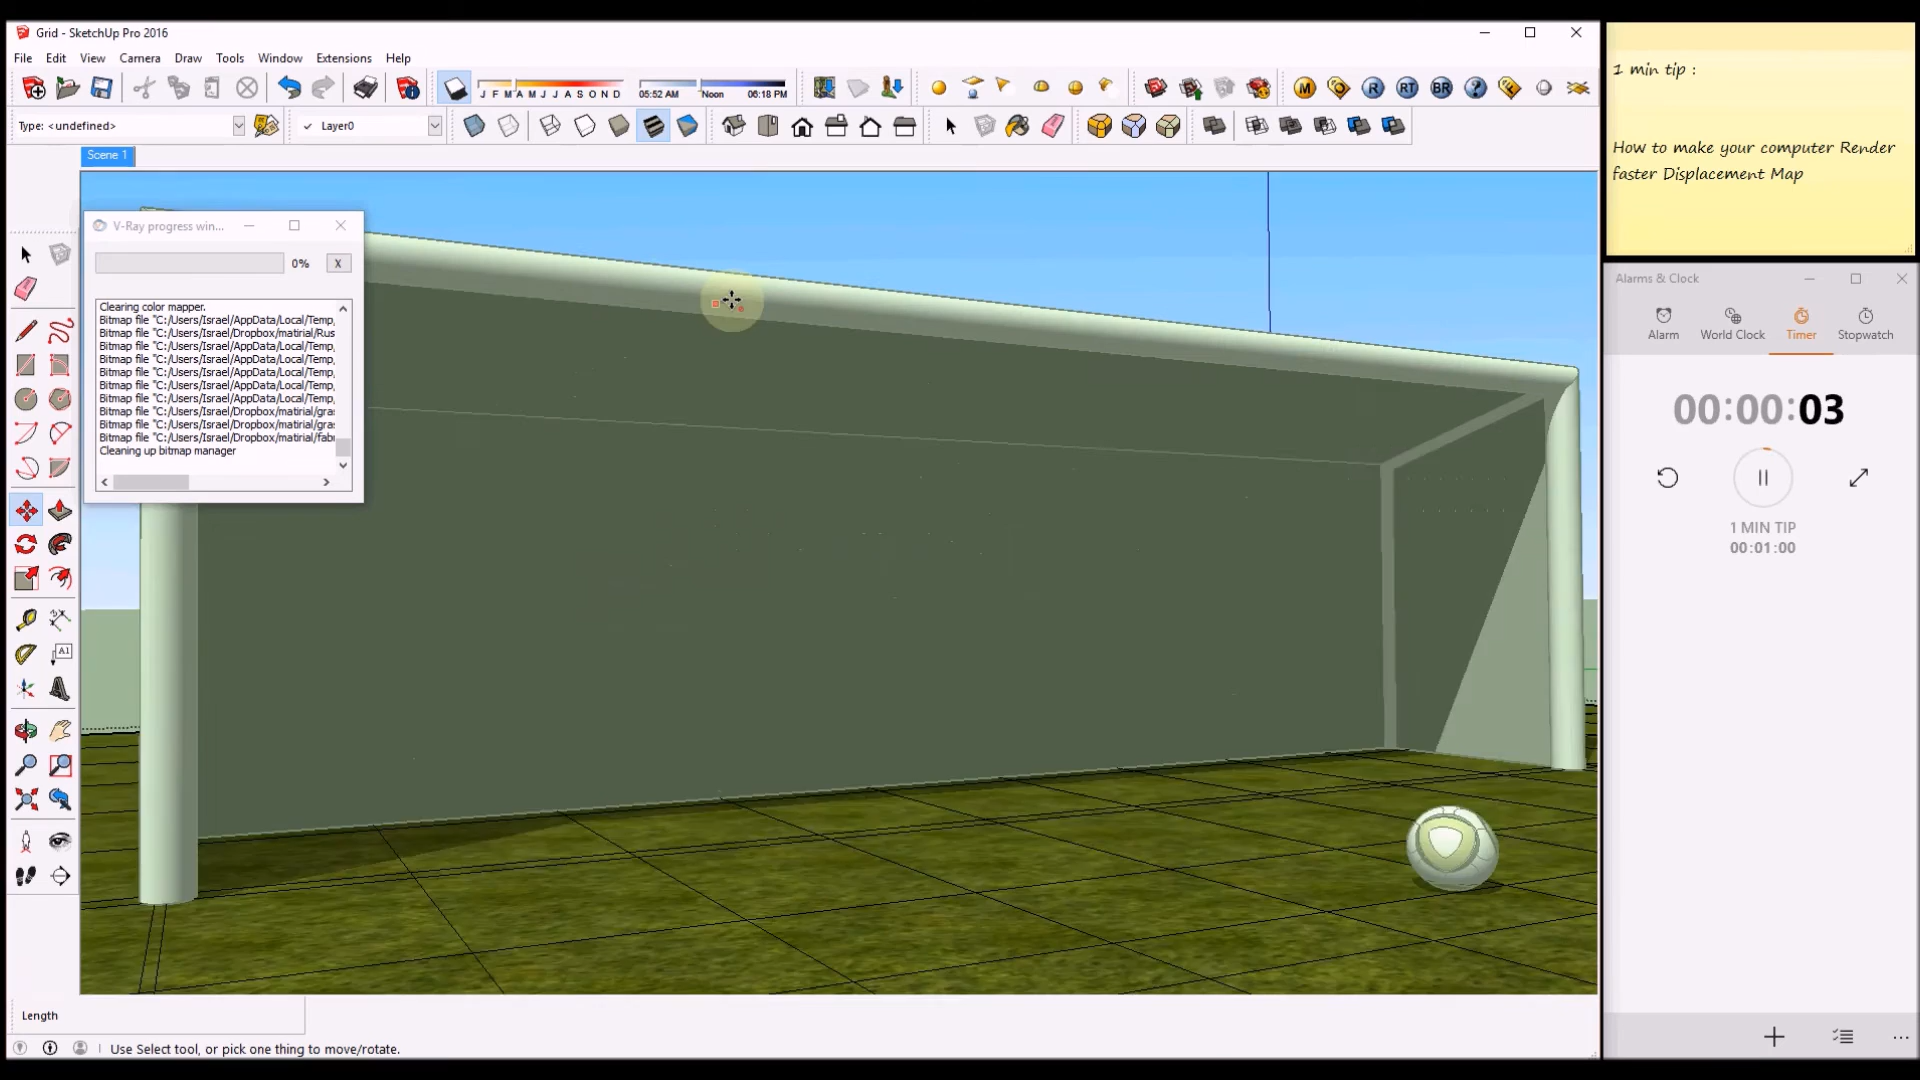 Grid - SketchUp Pro 2016
File Edit View Camera Draw Tools Window Extensions Help
J F M A M J J A S O N D
05:52 AM Noon 06:18 PM
M R RT BR
Type: <undefined>
Layer0
Scene 1
V-Ray progress win...
0% X
Clearing color mapper.
Bitmap file "C:/Users/Israel/AppData/Local/Temp,
Bitmap file "C:/Users/Israel/Dropbox/matirial/Rus
Bitmap file "C:/Users/Israel/AppData/Local/Temp,
Bitmap file "C:/Users/Israel/AppData/Local/Temp,
Bitmap file "C:/Users/Israel/AppData/Local/Temp,
Bitmap file "C:/Users/Israel/AppData/Local/Temp,
Bitmap file "C:/Users/Israel/AppData/Local/Temp,
Bitmap file "C:/Users/Israel/Dropbox/matirial/gra
Bitmap file "C:/Users/Israel/Dropbox/matirial/gra
Bitmap file "C:/Users/Israel/Dropbox/matirial/fab
Cleaning up bitmap manager
Length
Use Select tool, or pick one thing to move/rotate.
1 min tip :
How to make your computer Render
faster Displacement Map
Alarms & Clock
Alarm World Clock Timer Stopwatch
00:00:03
1 MIN TIP
00:01:00